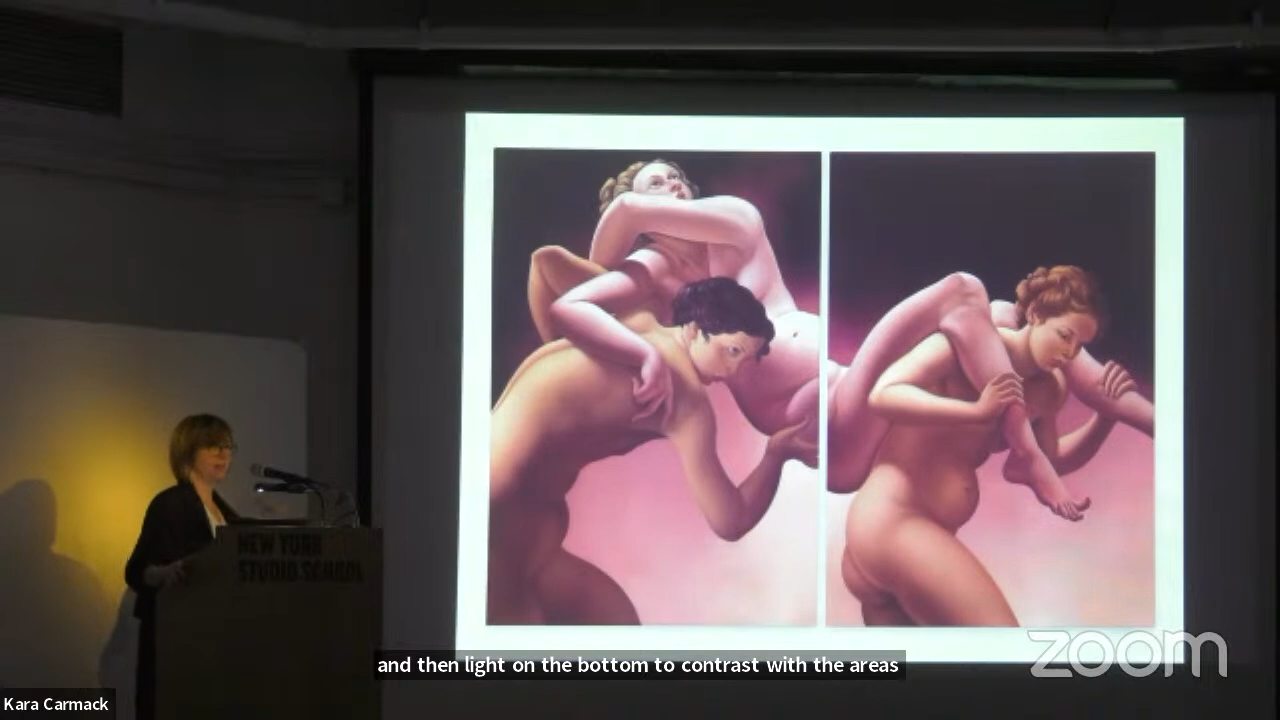 NEW YORK
STUDIO SCHOOL
and then light on the bottom to contrast with the areas
zoom
Kara Carmack